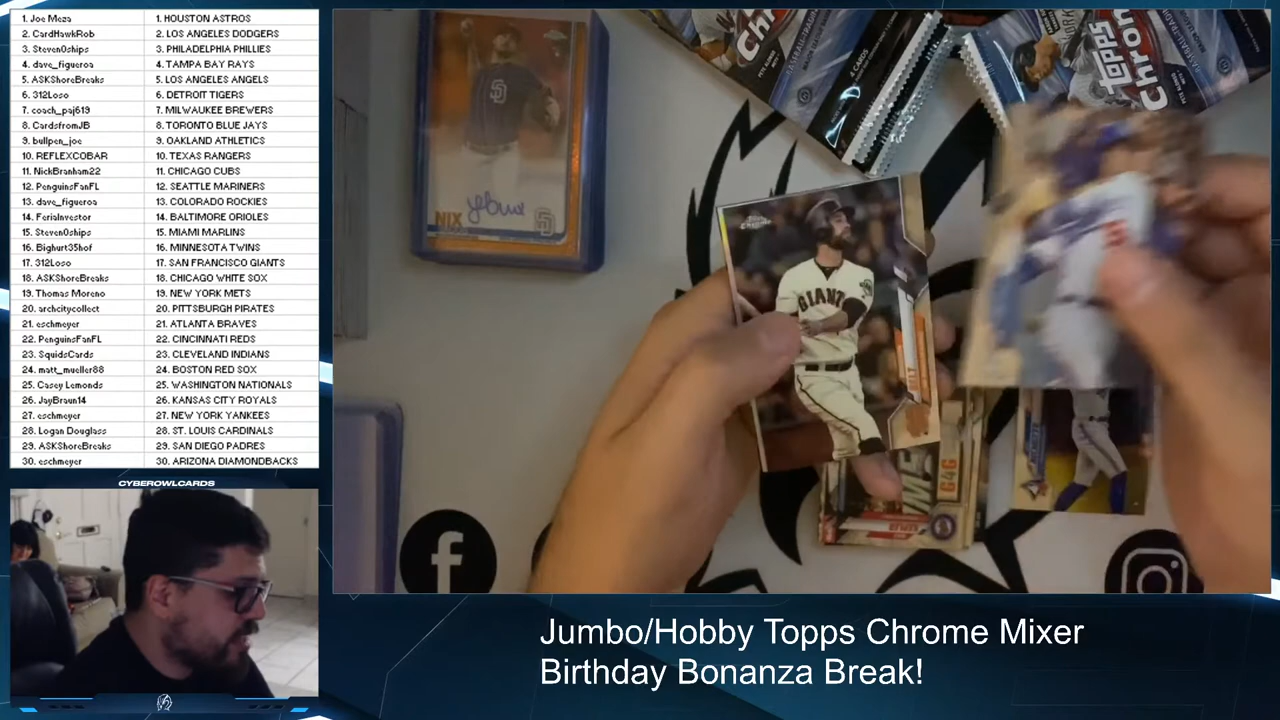 1. Joe Meza 1. HOUSTON ASTROS
2. CardHawkRob 2. LOS ANGELES DODGERS
3. Steven0ships 3. PHILADELPHIA PHILLIES
4. dave_figueroa 4. TAMPA BAY RAYS
5. ASKShoreBreaks 5. LOS ANGELES ANGELS
6. 312Loso 6. DETROIT TIGERS
7. coach_paj619 7. MILWAUKEE BREWERS
8. CardsfromJB 8. TORONTO BLUE JAYS
9. bullpen_joe 9. OAKLAND ATHLETICS
10. REFLEXCOBAR 10. TEXAS RANGERS
11. NickBranham22 11. CHICAGO CUBS
12. PenguinsFanFL 12. SEATTLE MARINERS
13. dave_figueroa 13. COLORADO ROCKIES
14. FeriaInvestor 14. BALTIMORE ORIOLES
15. Steven0ships 15. MIAMI MARLINS
16. Bighurt35hof 16. MINNESOTA TWINS
17. 312Loso 17. SAN FRANCISCO GIANTS
18. ASKShoreBreaks 18. CHICAGO WHITE SOX
19. Thomas Moreno 19. NEW YORK METS
20. archcitycollect 20. PITTSBURGH PIRATES
21. eschmeyer 21. ATLANTA BRAVES
22. PenguinsFanFL 22. CINCINNATI REDS
23. SquidsCards 23. CLEVELAND INDIANS
24. matt_mueller88 24. BOSTON RED SOX
25. Casey Lemonds 25. WASHINGTON NATIONALS
26. JayBraun14 26. KANSAS CITY ROYALS
27. eschmeyer 27. NEW YORK YANKEES
28. Logan Douglass 28. ST. LOUIS CARDINALS
29. ASKShoreBreaks 29. SAN DIEGO PADRES
30. eschmeyer 30. ARIZONA DIAMONDBACKS
CYBEROWLCARDS
NIX
SD
Topps Chrome
GIANTS
BELT
Topps
Chrom
f
Jumbo/Hobby Topps Chrome Mixer
Birthday Bonanza Break!